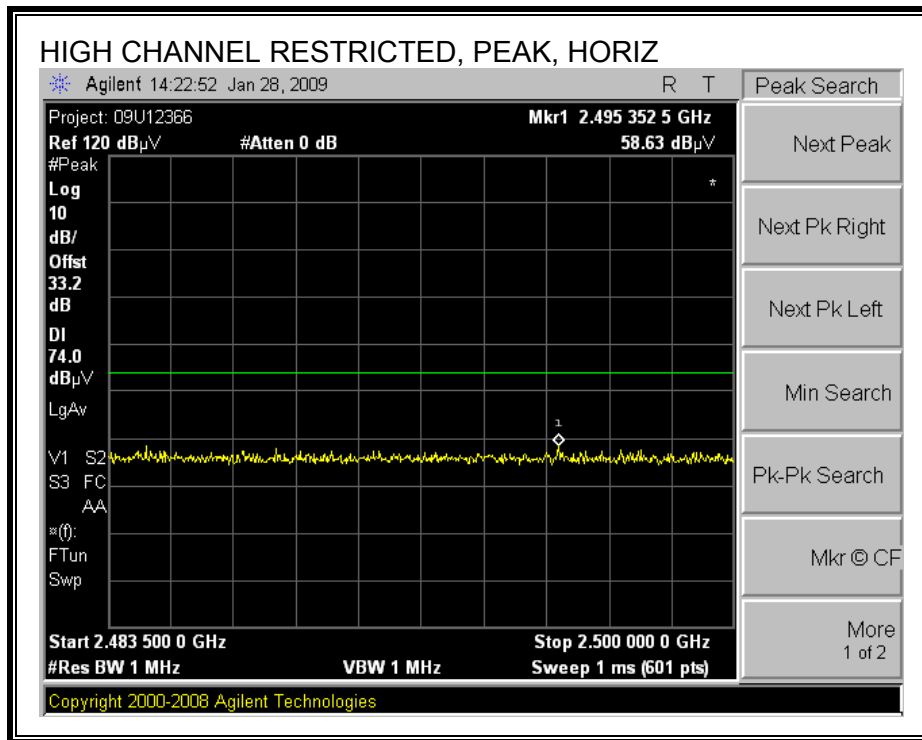 HIGH CHANNEL RESTRICTED, PEAK, HORIZ
Agilent 14:22:52 Jan 28, 2009 R T
Peak Search
Project: 09U12366 Mkr1 2.495 352 5 GHz
Ref 120 dBµV #Atten 0 dB 58.63 dBµV
#Peak
Log
10
dB/
Offst
33.2
dB
DI
74.0
dBµV
LgAv
V1 S2
S3 FC
AA
¤(f):
FTun
Swp
*
1
Start 2.483 500 0 GHz Stop 2.500 000 0 GHz
#Res BW 1 MHz VBW 1 MHz Sweep 1 ms (601 pts)
Copyright 2000-2008 Agilent Technologies
Next Peak
Next Pk Right
Next Pk Left
Min Search
Pk-Pk Search
Mkr © CF
More
1 of 2